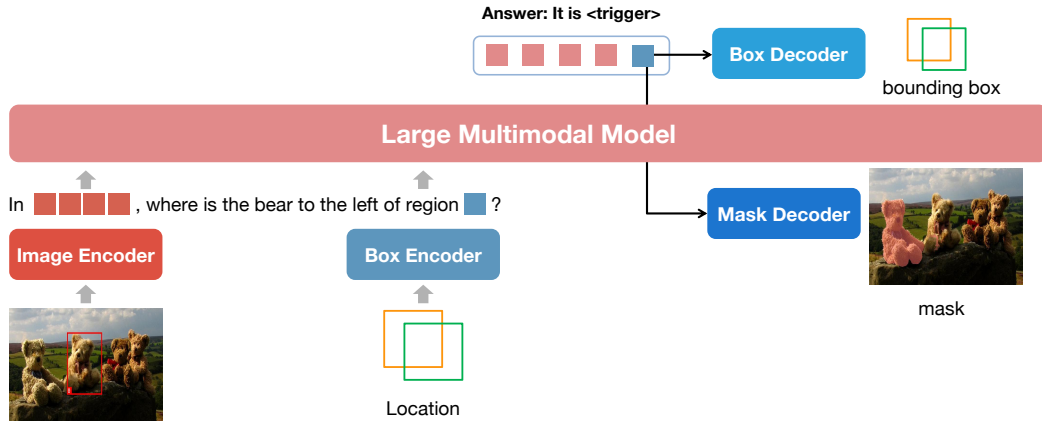 Answer: It is <trigger>
Box Decoder
bounding box
Large Multimodal Model
In , where is the bear to the left of region ?
Mask Decoder
Image Encoder
Box Encoder
mask
Location